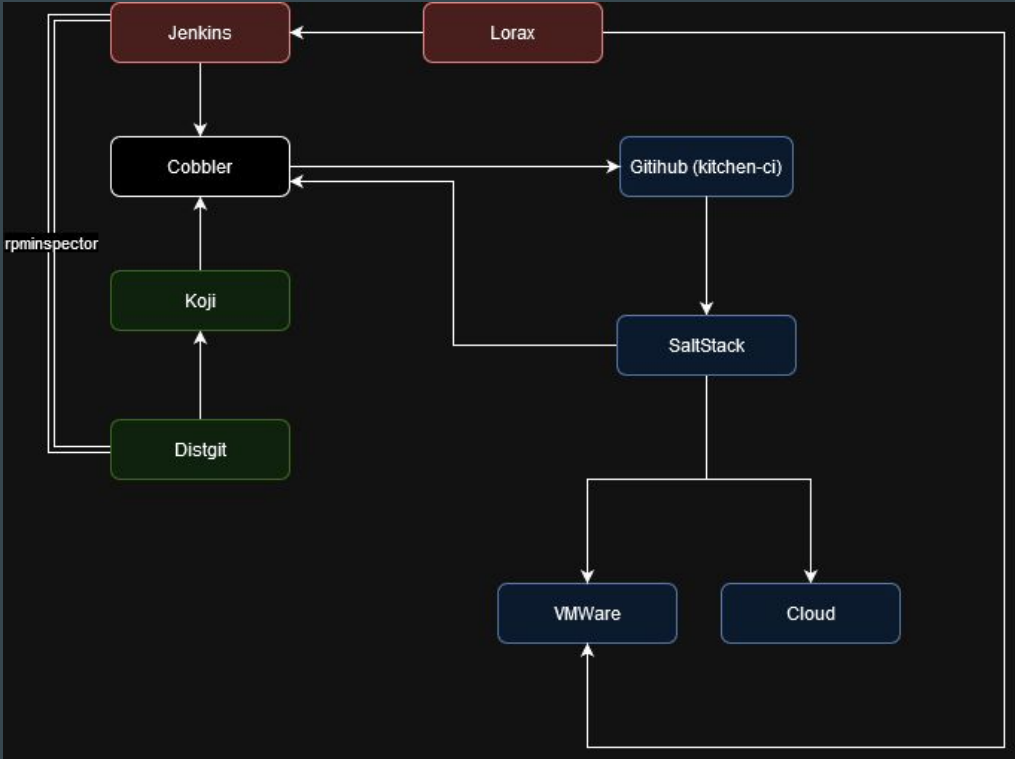 Jenkins
Lorax
Cobbler
Gitihub (kitchen-ci)
rpminspector
Koji
SaltStack
Distgit
VMWare
Cloud